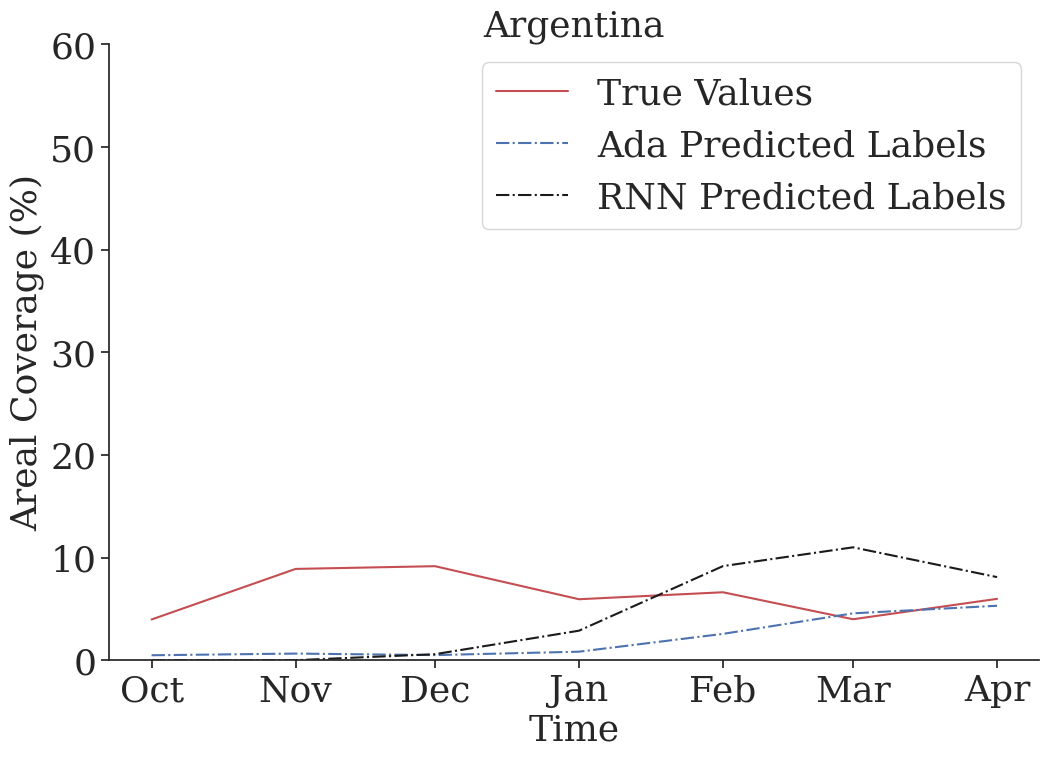 Argentina
True Values
Ada Predicted Labels
RNN Predicted Labels
Areal Coverage (%)
60
50
40
30
20
10
0
Oct Nov Dec Jan Feb Mar Apr
Time